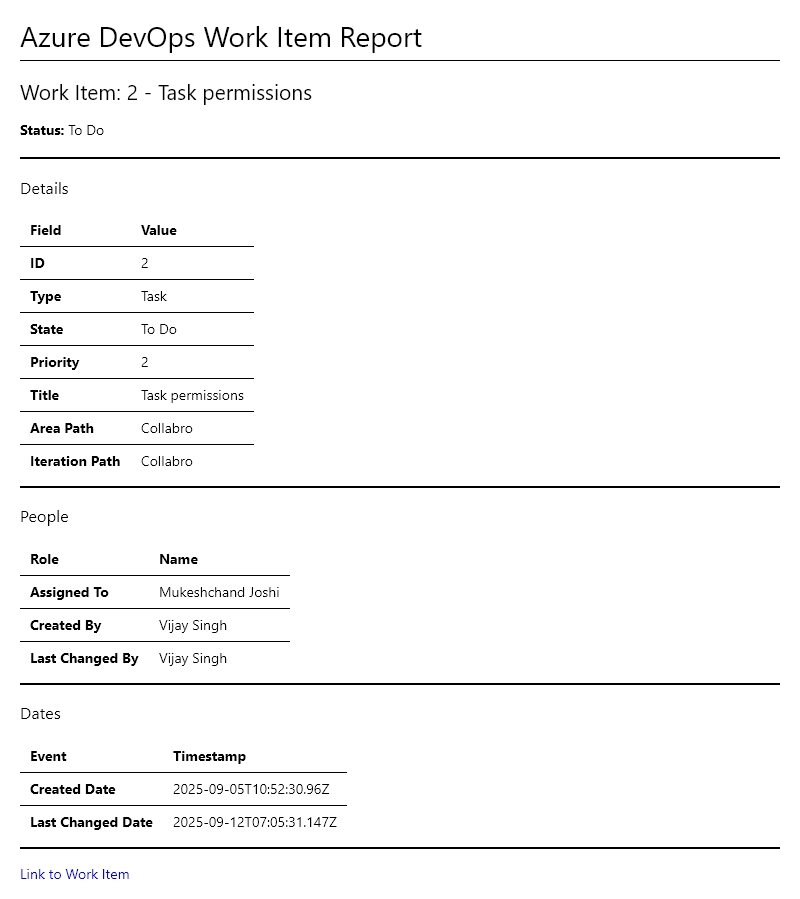 Azure DevOps Work Item Report
Work Item: 2 - Task permissions
Status: To Do
Details
Field Value
ID 2
Type Task
State To Do
Priority 2
Title Task permissions
Area Path Collabro
Iteration Path Collabro
People
Role Name
Assigned To Mukeshchand Joshi
Created By Vijay Singh
Last Changed By Vijay Singh
Dates
Event Timestamp
Created Date 2025-09-05T10:52:30.96Z
Last Changed Date 2025-09-12T07:05:31.147Z
Link to Work Item